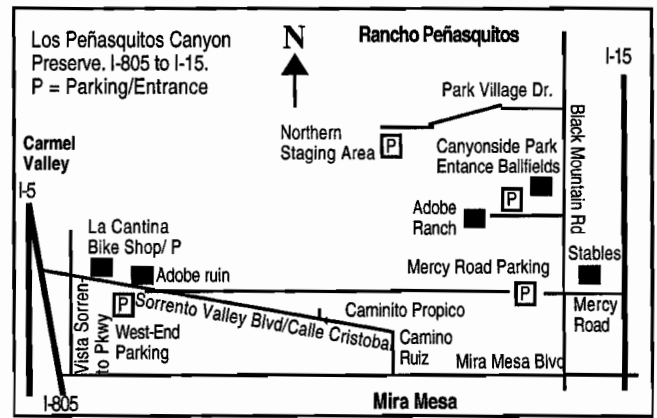 Los Peñasquitos Canyon
Preserve. I-805 to I-15.
P = Parking/Entrance
N
Rancho Peñasquitos
I-15
Park Village Dr.
Northern
Staging Area P
Black Mountain Rd
Canyonside Park
Entance Ballfields
P
Adobe
Ranch
Carmel
Valley
I-5
La Cantina
Bike Shop/ P
Adobe ruin
Mercy Road Parking
P
Stables
Mercy
Road
Vista Sorren-
to Pkwy
P
West-End
Parking
Sorrento Valley Blvd/Calle Cristobal
Caminito Propico
Camino
Ruiz
Mira Mesa Blvd
I-805
Mira Mesa